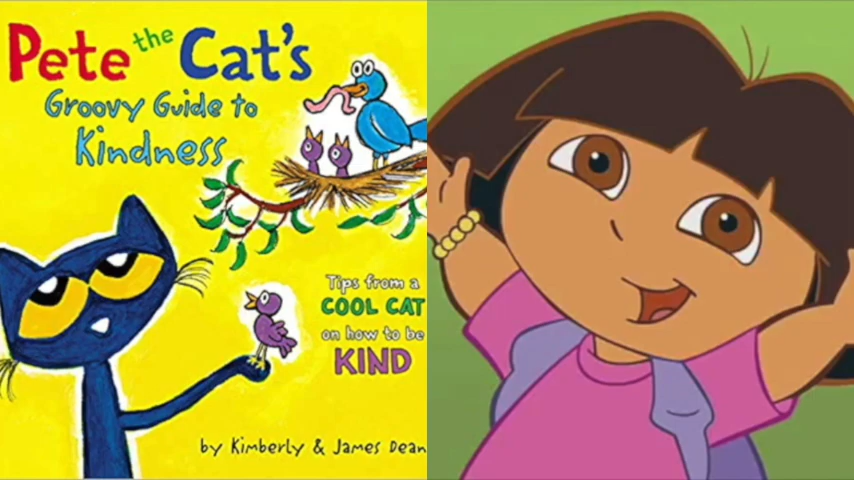 Pete the Cat's
Groovy Guide to
Kindness
Tips from a
COOL CAT
on how to be
KIND
by Kimberly & James Dean